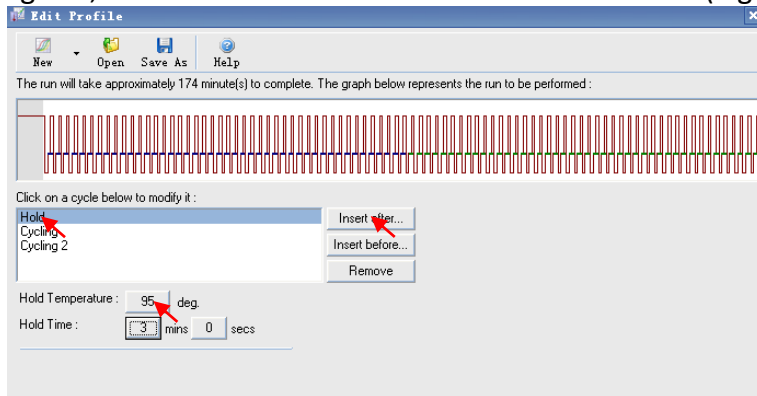 Edit Profile
New Open Save As Help
The run will take approximately 174 minute(s) to complete. The graph below represents the run to be performed :
Click on a cycle below to modify it :
Hold
Cycling
Cycling 2
Insert after...
Insert before...
Remove
Hold Temperature : 95 deg.
Hold Time : 3 mins 0 secs